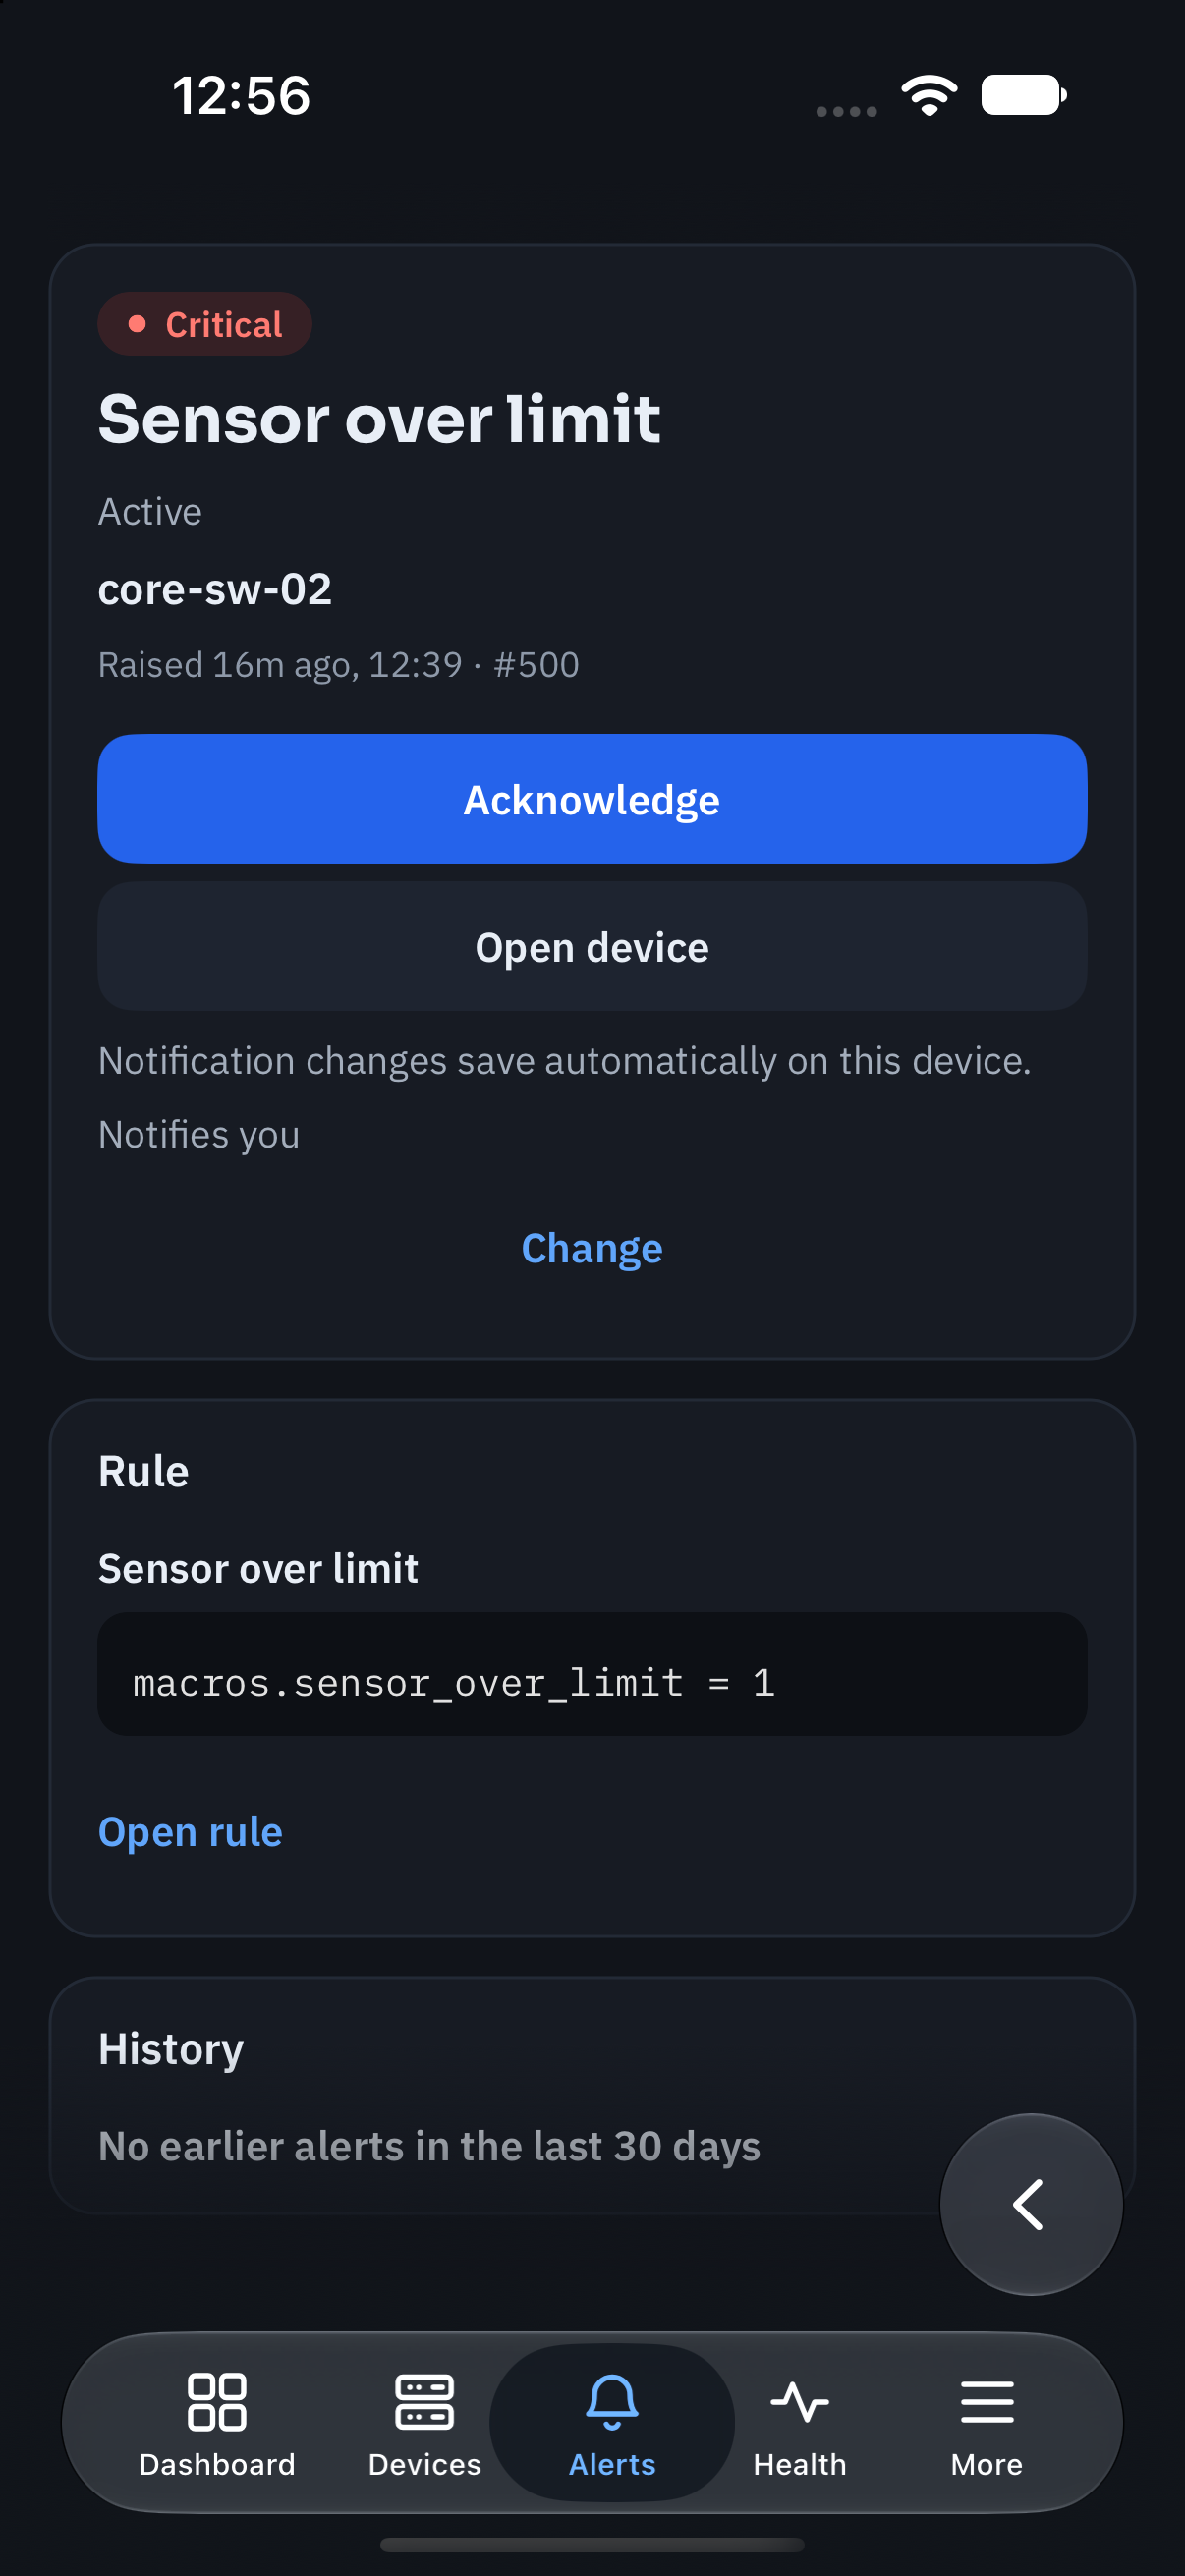 12:56
Critical
Sensor over limit
Active
core-sw-02
Raised 16m ago, 12:39 · #500
Acknowledge
Open device
Notification changes save automatically on this device.
Notifies you
Change
Rule
Sensor over limit
macros.sensor_over_limit = 1
Open rule
History
No earlier alerts in the last 30 days
Dashboard Devices Alerts Health More